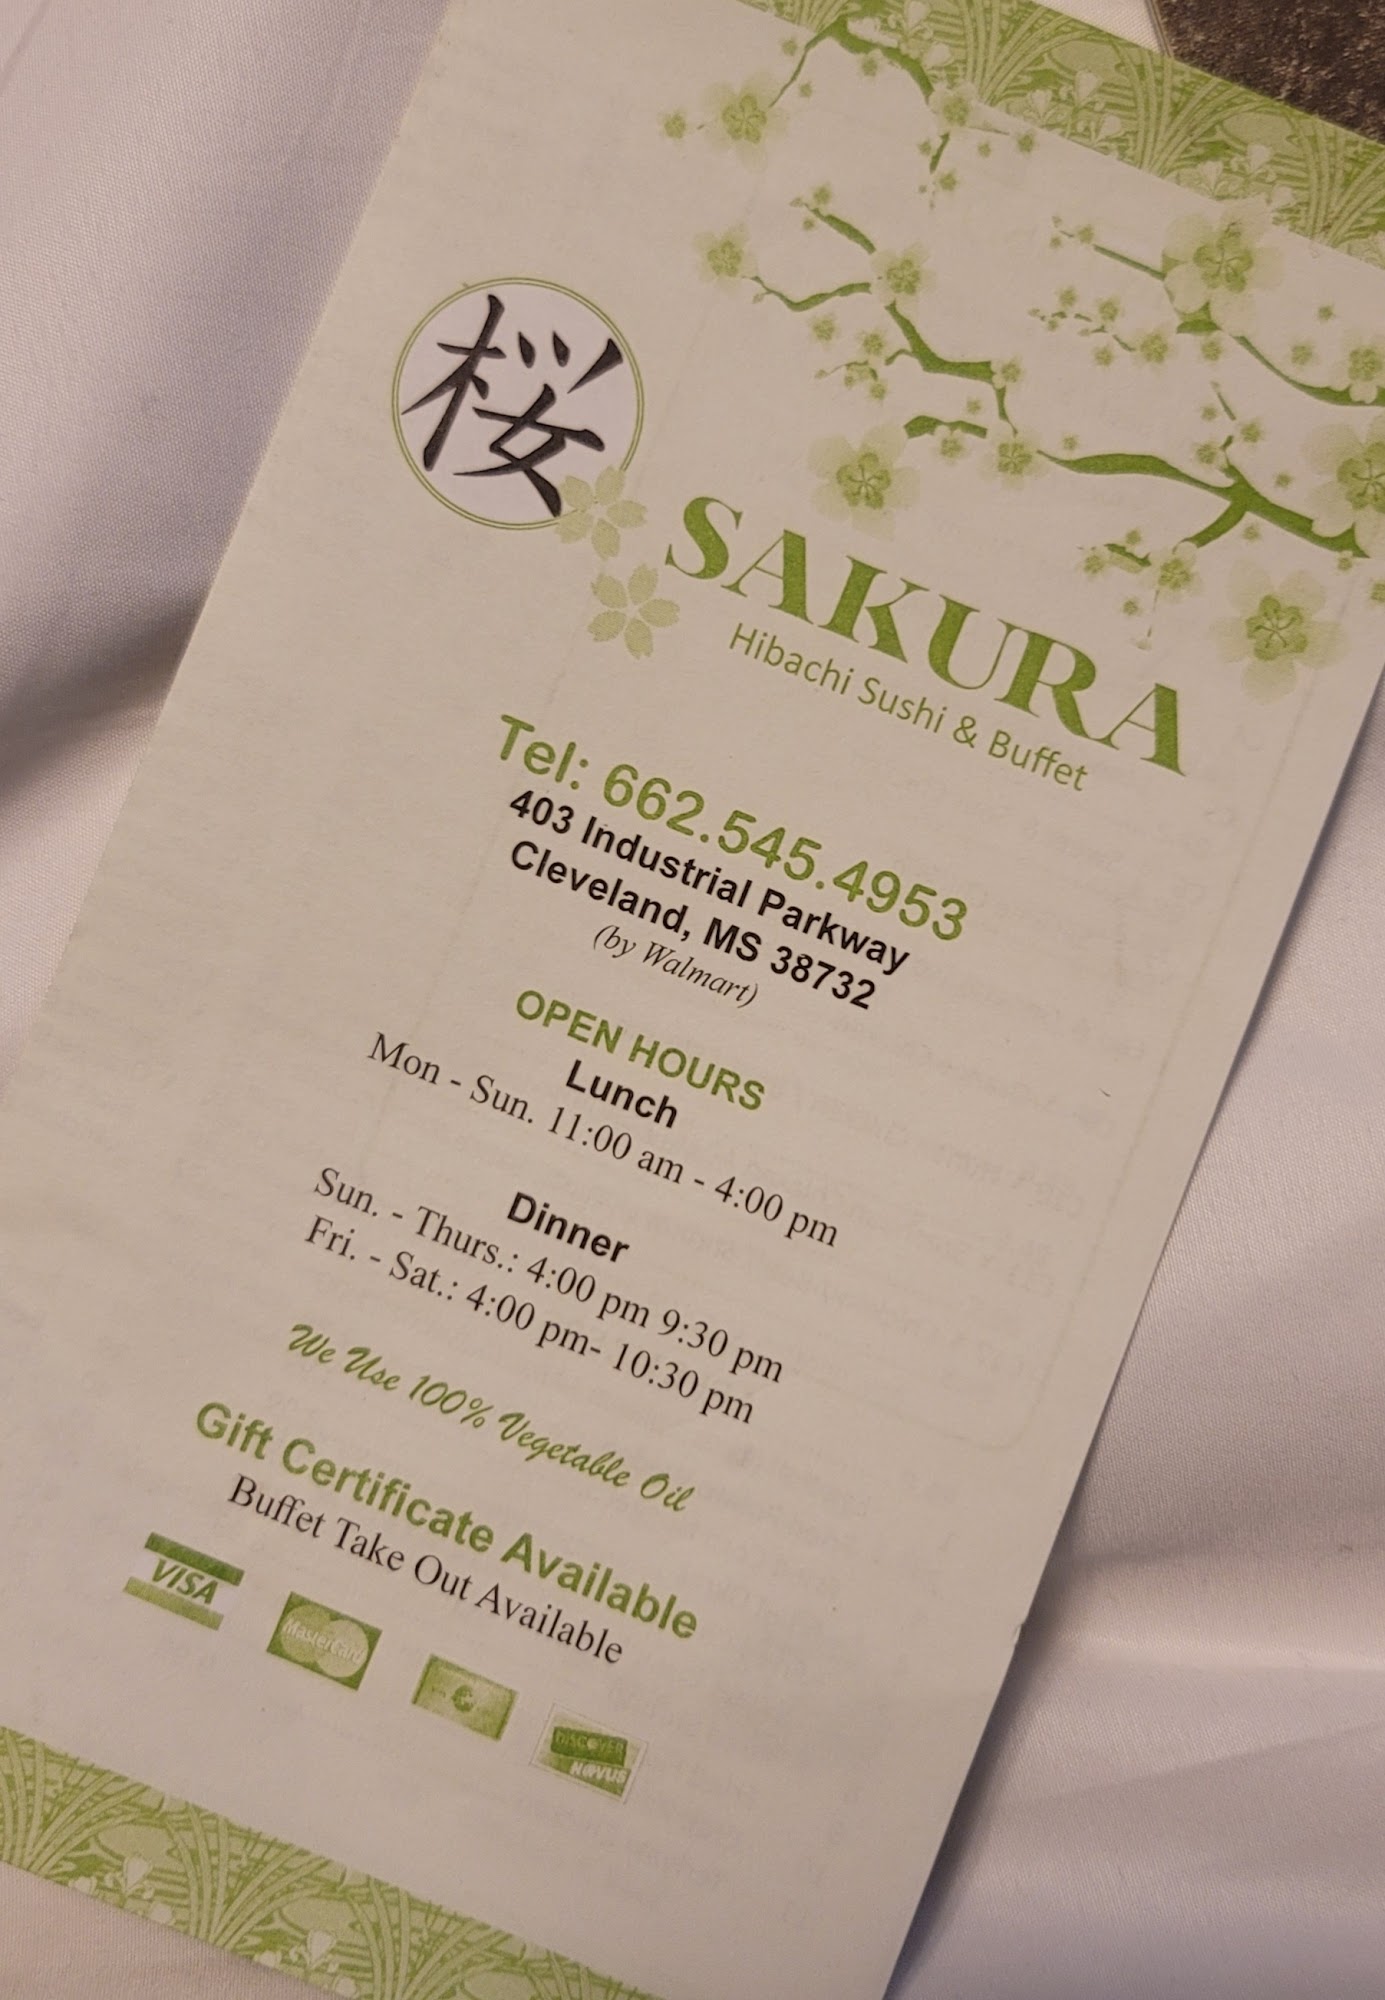 桜
SAKURA
Hibachi Sushi & Buffet
Tel: 662.545.4953
403 Industrial Parkway
Cleveland, MS 38732
(by Walmart)
OPEN HOURS
Lunch
Mon - Sun. 11:00 am - 4:00 pm
Dinner
Sun. - Thurs.: 4:00 pm 9:30 pm
Fri. - Sat.: 4:00 pm- 10:30 pm
We Use 100% Vegetable Oil
Gift Certificate Available
Buffet Take Out Available
VISA
MasterCard
DISCOVER
NOVUS